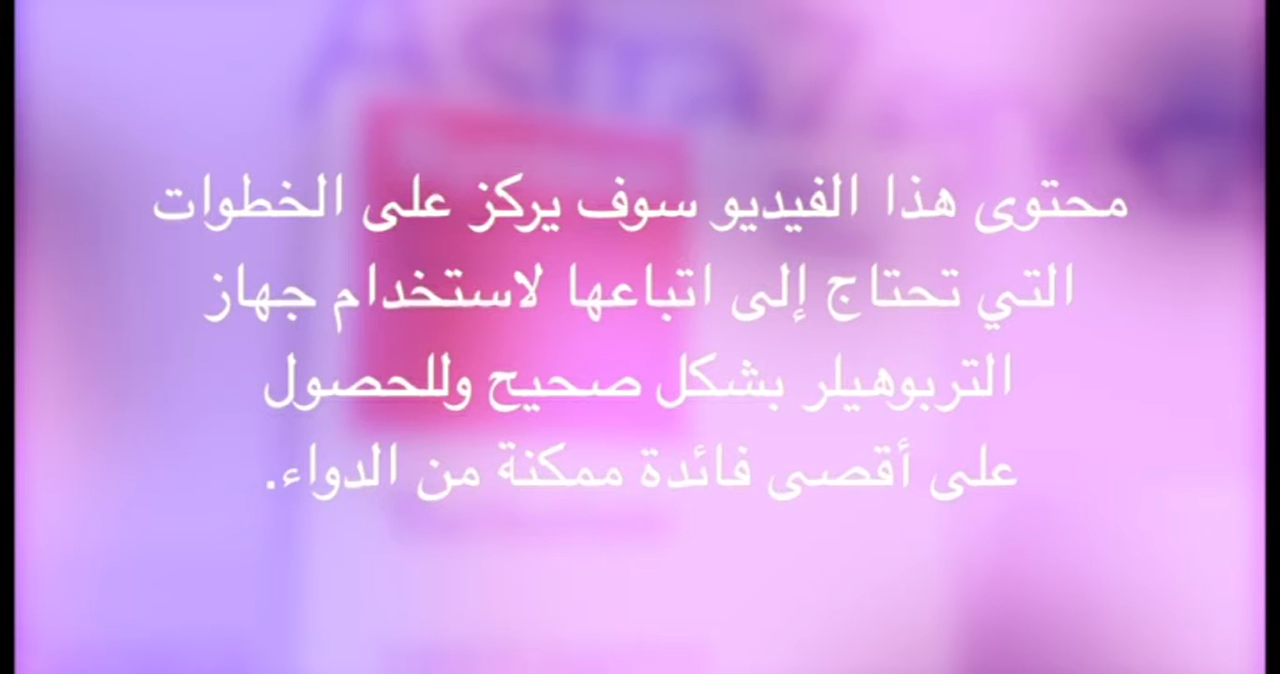 محتوى هذا الفيديو سوف يركز على الخطوات
التي تحتاج إلى اتباعها لاستخدام جهاز
التربوهيلر بشكل صحيح وللحصول
على أقصى فائدة ممكنة من الدواء.